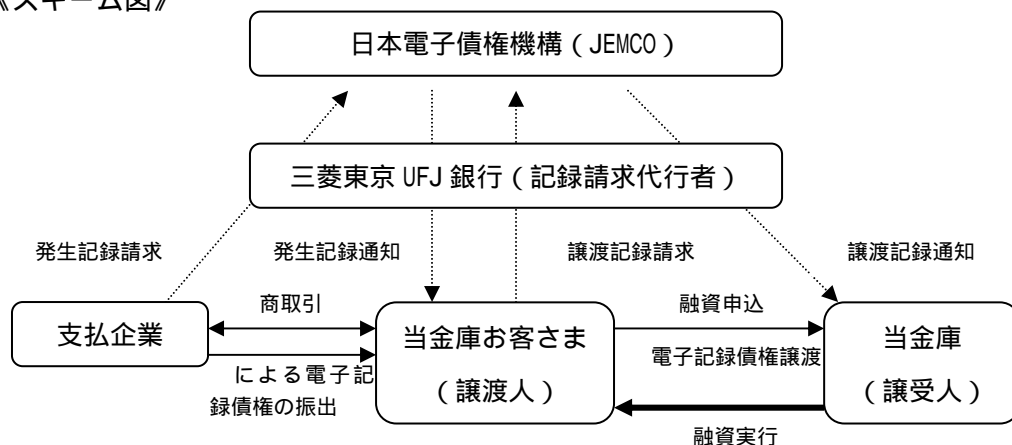 《スキーム図》
日本電子債権機構（JEMCO）
三菱東京 UFJ 銀行（記録請求代行者）
発生記録請求
発生記録通知
譲渡記録請求
譲渡記録通知
商取引
融資申込
支払企業
当金庫お客さま
（譲渡人）
当金庫
（譲受人）
による電子記
録債権の振出
電子記録債権譲渡
融資実行